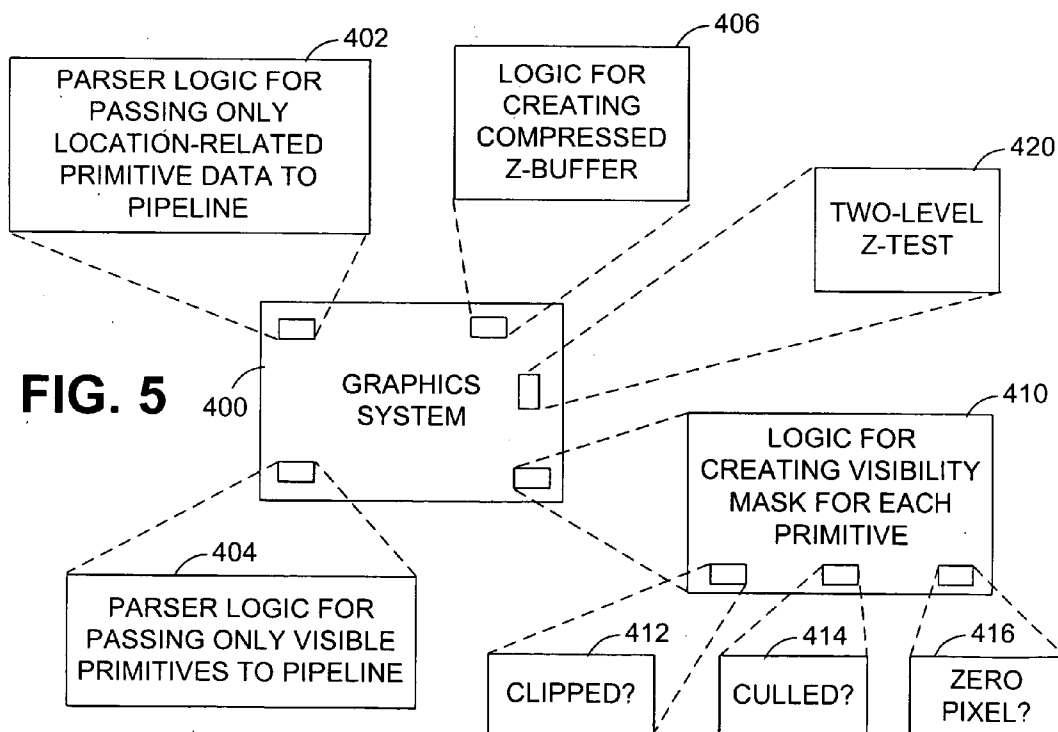 402
PARSER LOGIC FOR
PASSING ONLY
LOCATION-RELATED
PRIMITIVE DATA TO
PIPELINE
406
LOGIC FOR
CREATING
COMPRESSED
Z-BUFFER
420
TWO-LEVEL
Z-TEST
FIG. 5
400
GRAPHICS
SYSTEM
410
LOGIC FOR
CREATING VISIBILITY
MASK FOR EACH
PRIMITIVE
404
PARSER LOGIC FOR
PASSING ONLY VISIBLE
PRIMITIVES TO PIPELINE
412
CLIPPED?
414
CULLED?
416
ZERO
PIXEL?